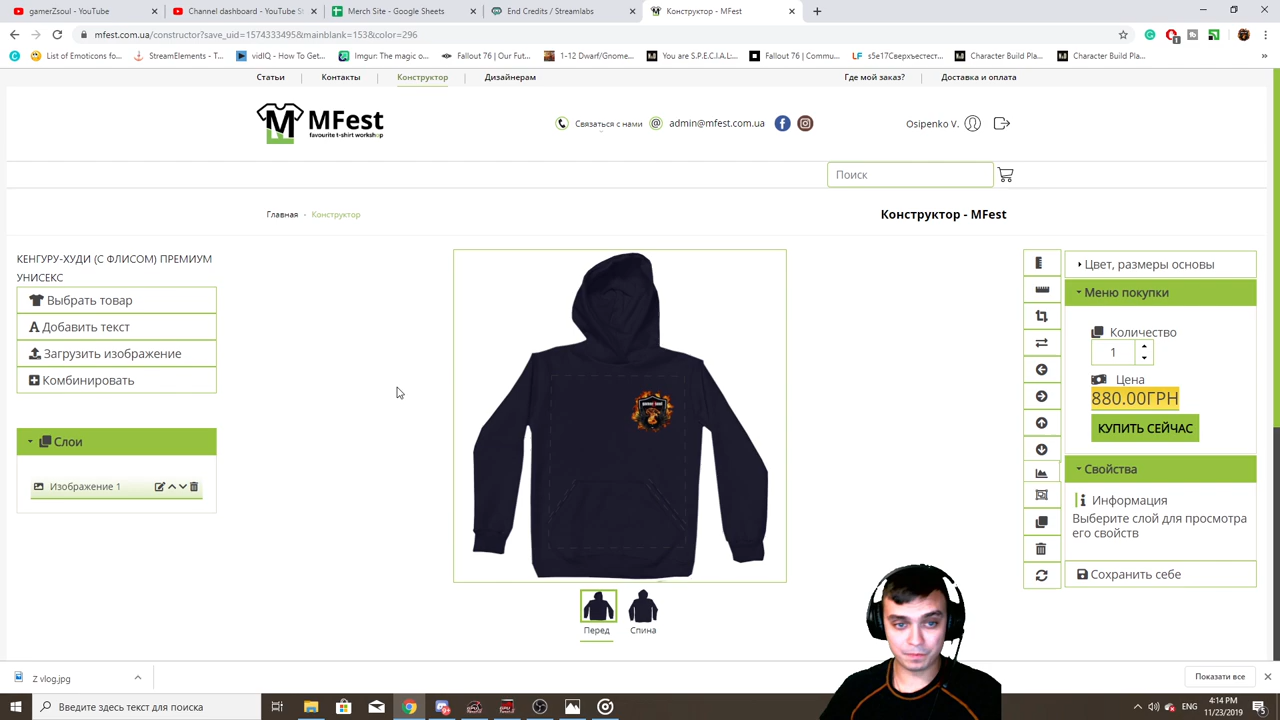 gamerZsoul - YouTube
Channel dashboard - YouTube St
Merch Site - Google Sheets
End Credits / Streamlabs
Конструктор - MFest
mfest.com.ua/constructor?save_uid=1574333495&mainblank=153&color=296
List of Emoticons fo...
StreamElements - T...
vidIQ - How To Get...
Imgur: The magic o...
Fallout 76 | Our Fut...
1-12 Dwarf/Gnome...
You are S.P.E.C.I.A.L:...
Fallout 76 | Commu...
s5e17Сверхъестест...
Character Build Pla...
Character Build Pla...
Статьи
Контакты
Конструктор
Дизайнерам
Где мой заказ?
Доставка и оплата
MFest
favourite t-shirt workshop
Связаться с нами
admin@mfest.com.ua
Osipenko V.
Поиск
Главная - Конструктор
Конструктор - MFest
КЕНГУРУ-ХУДИ (С ФЛИСОМ) ПРЕМИУМ
УНИСЕКС
Выбрать товар
Добавить текст
Загрузить изображение
Комбинировать
Слои
Изображение 1
Перед
Спина
Цвет, размеры основы
Меню покупки
Количество
1
Цена
880.00ГРН
КУПИТЬ СЕЙЧАС
Свойства
Информация
Выберите слой для просмотра
его свойств
Сохранить себе
Z vlog.jpg
Показати все
Введите здесь текст для поиска
ENG
4:14 PM
11/23/2019